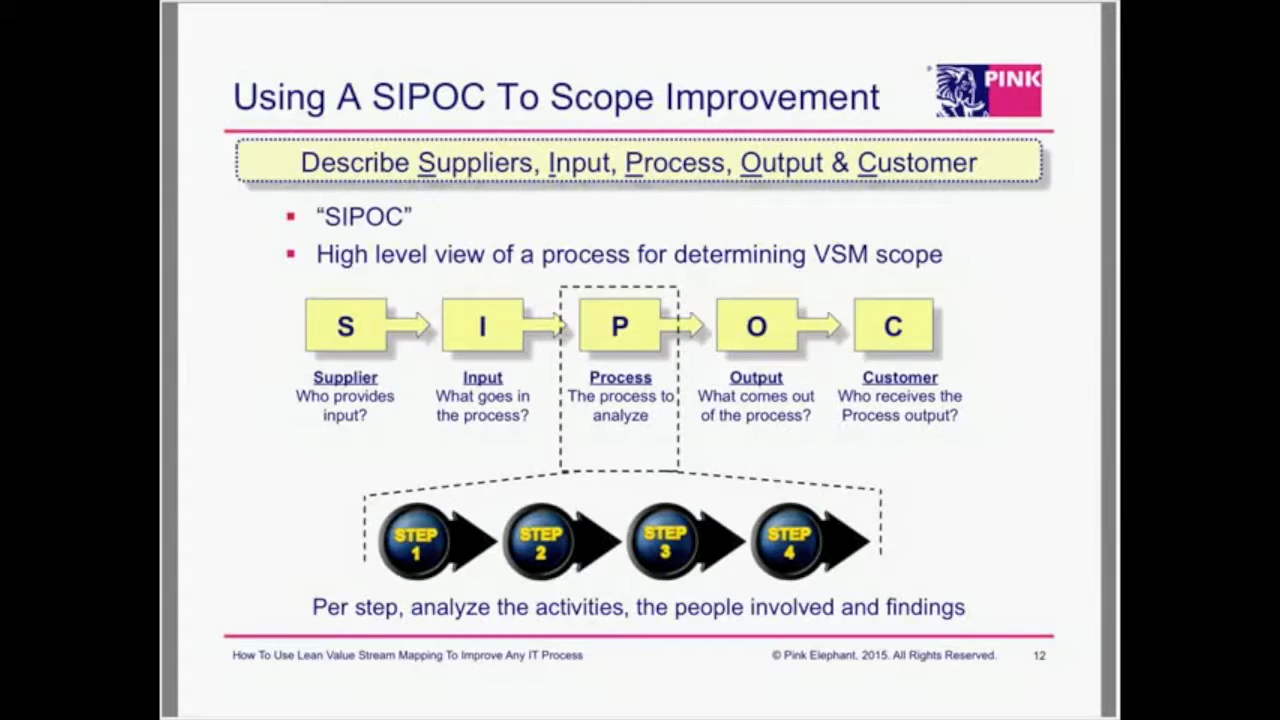 Using A SIPOC To Scope Improvement
PINK
Describe Suppliers, Input, Process, Output & Customer
▪ “SIPOC”
▪ High level view of a process for determining VSM scope
S
I
P
O
C
Supplier
Who provides
input?
Input
What goes in
the process?
Process
The process to
analyze
Output
What comes out
of the process?
Customer
Who receives the
Process output?
STEP
1
STEP
2
STEP
3
STEP
4
Per step, analyze the activities, the people involved and findings
How To Use Lean Value Stream Mapping To Improve Any IT Process
© Pink Elephant, 2015. All Rights Reserved.
12